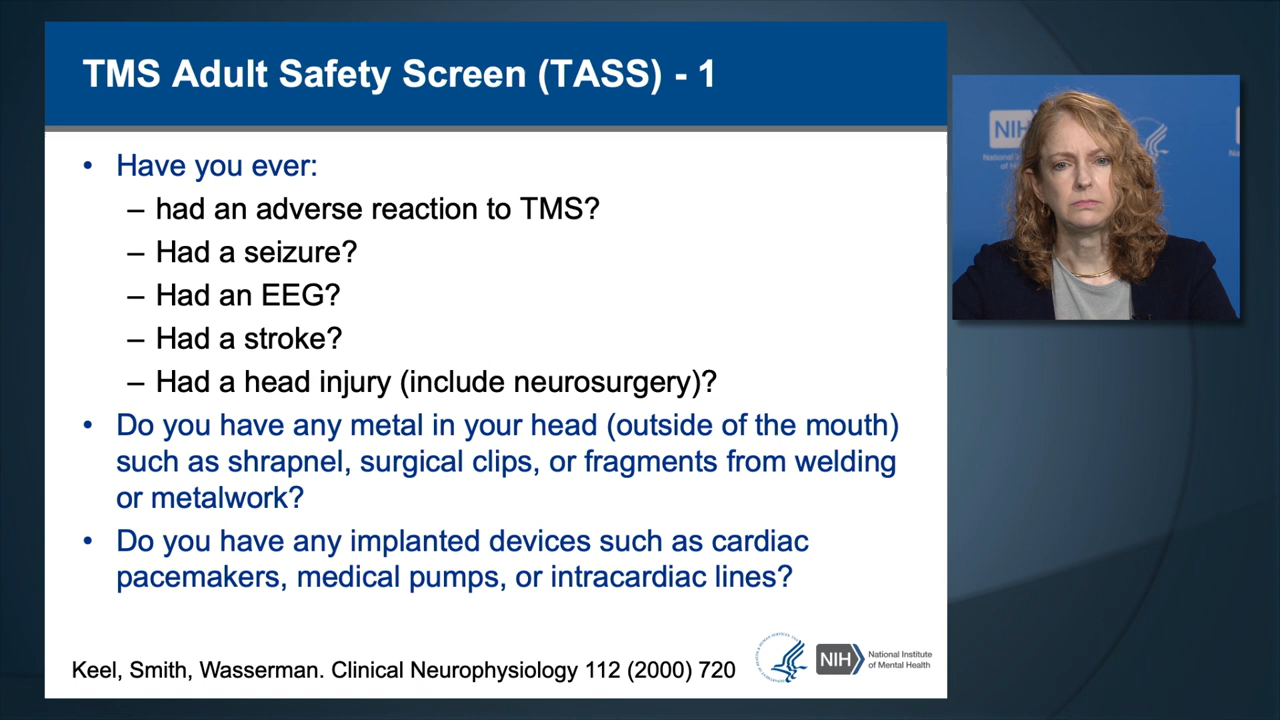 TMS Adult Safety Screen (TASS) - 1
• Have you ever:
– had an adverse reaction to TMS?
– Had a seizure?
– Had an EEG?
– Had a stroke?
– Had a head injury (include neurosurgery)?
• Do you have any metal in your head (outside of the mouth)
such as shrapnel, surgical clips, or fragments from welding
or metalwork?
• Do you have any implanted devices such as cardiac
pacemakers, medical pumps, or intracardiac lines?
Keel, Smith, Wasserman. Clinical Neurophysiology 112 (2000) 720
NIH
National Institute
of Mental Health
NIH